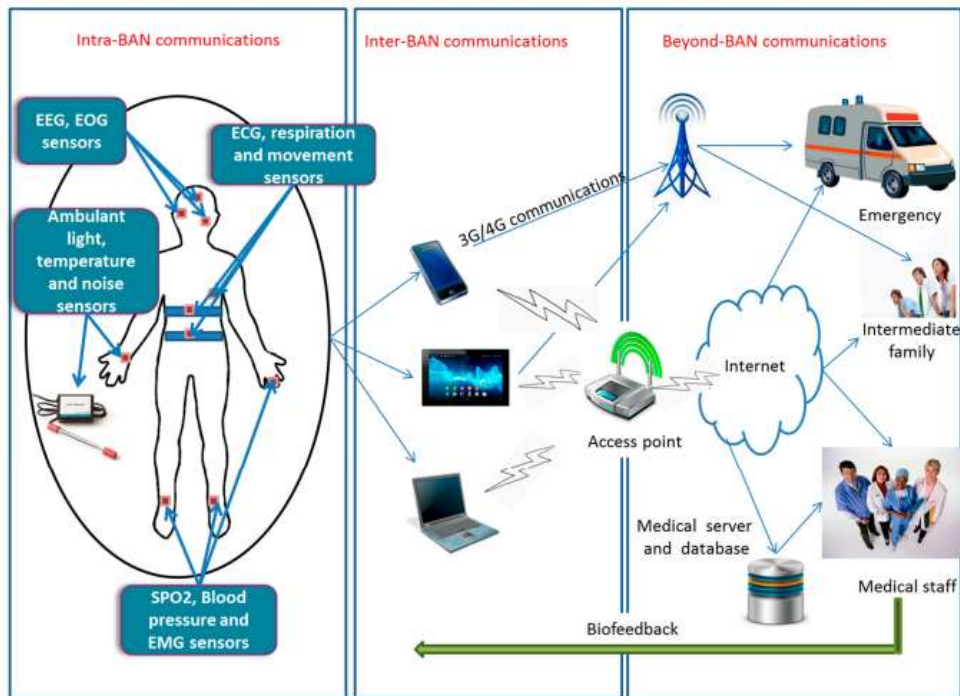 Intra-BAN communications
EEG, EOG
sensors
ECG, respiration
and movement
sensors
Ambulant
light,
temperature
and noise
sensors
SPO2, Blood
pressure and
EMG sensors
Inter-BAN communications
3G/4G communications
Access point
Beyond-BAN communications
Emergency
Intermediate
family
Internet
Medical server
and database
Medical staff
Biofeedback